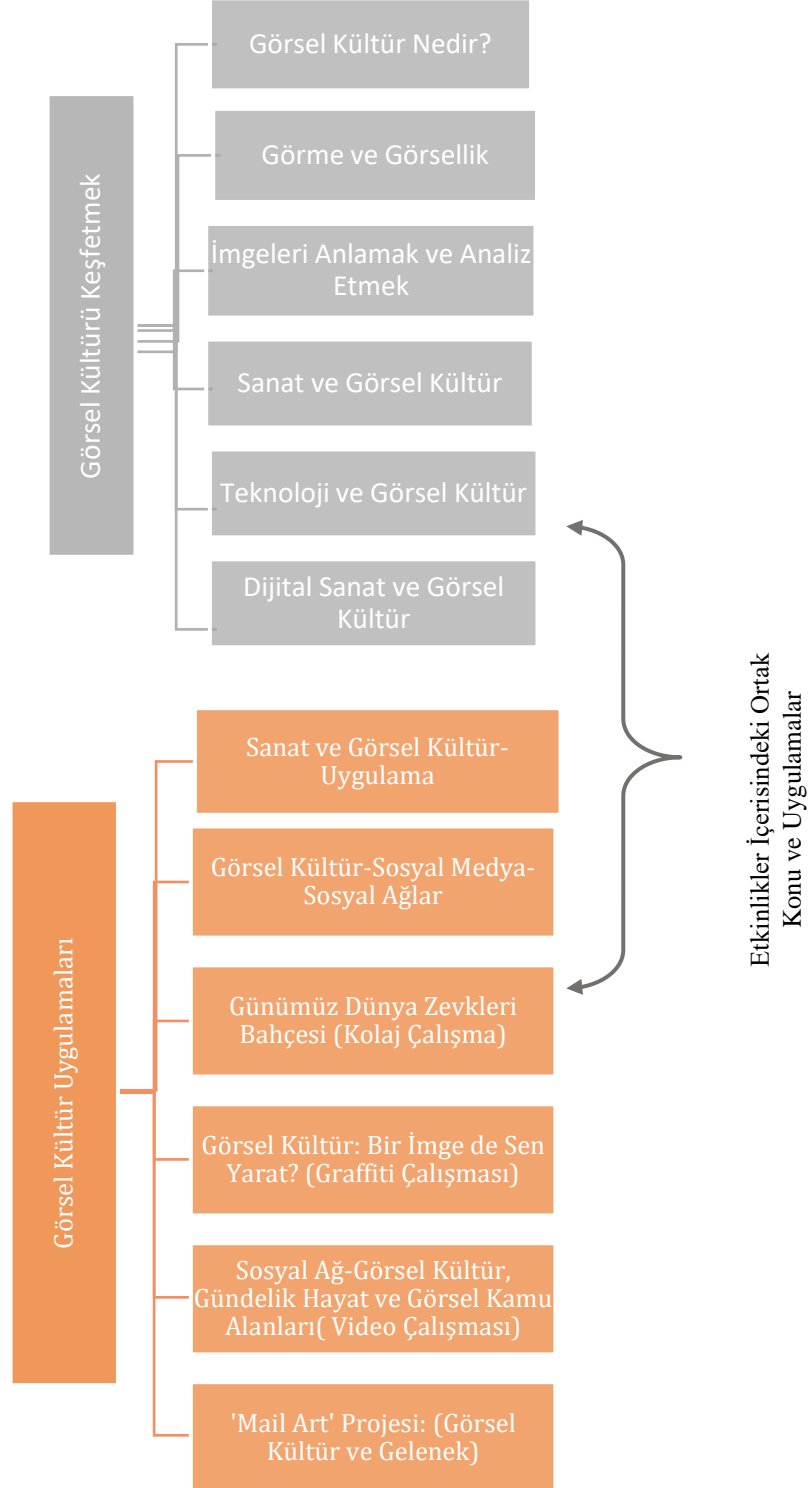 Görsel Kültürü Keşfetmek
Görsel Kültür Nedir?
Görme ve Görsellik
İmgeleri Anlamak ve Analiz
Etmek
Sanat ve Görsel Kültür
Teknoloji ve Görsel Kültür
Dijital Sanat ve Görsel
Kültür
Görsel Kültür Uygulamaları
Sanat ve Görsel Kültür-
Uygulama
Görsel Kültür-Sosyal Medya-
Sosyal Ağlar
Günümüz Dünya Zevkleri
Bahçesi (Kolaj Çalışma)
Görsel Kültür: Bir İmge de Sen
Yarat? (Graffiti Çalışması)
Sosyal Ağ-Görsel Kültür,
Gündelik Hayat ve Görsel Kamu
Alanları( Video Çalışması)
'Mail Art' Projesi: (Görsel
Kültür ve Gelenek)
Etkinlikler İçerisindeki Ortak
Konu ve Uygulamalar